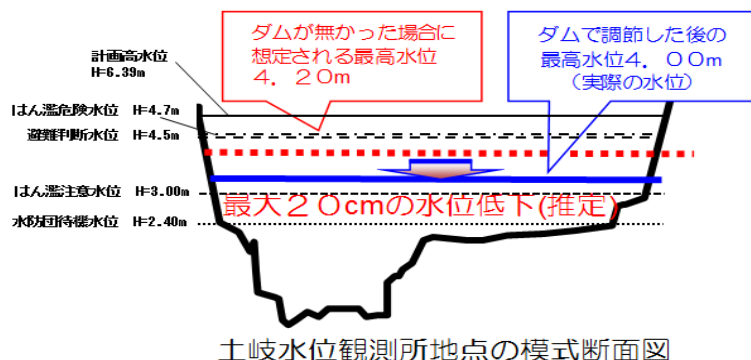 計画高水位
H=6.39m
ダムが無かった場合に
想定される最高水位
4．20m
ダムで調節した後の
最高水位4．00m
（実際の水位）
はん濫危険水位 H=4.7m
避難判断水位 H=4.5m
はん濫注意水位 H=3.00m
最大20cmの水位低下(推定)
水防団待機水位 H=2.40m
土岐水位観測所地点の模式断面図